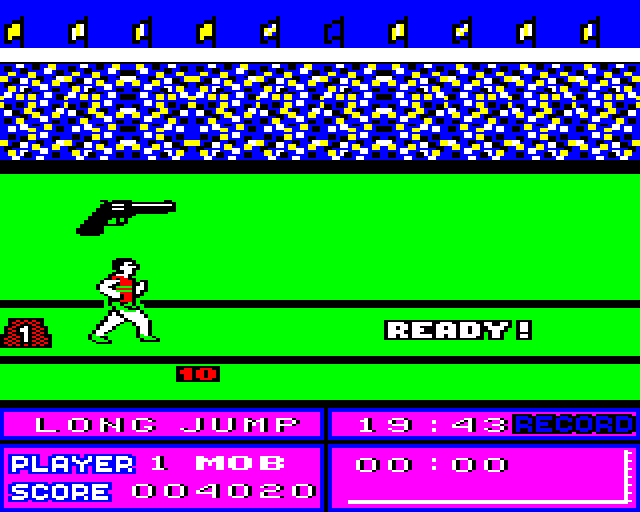 1
READY!
10
LONG JUMP 19:43 RECORD
PLAYER 1 MOB 00:00
SCORE 004020